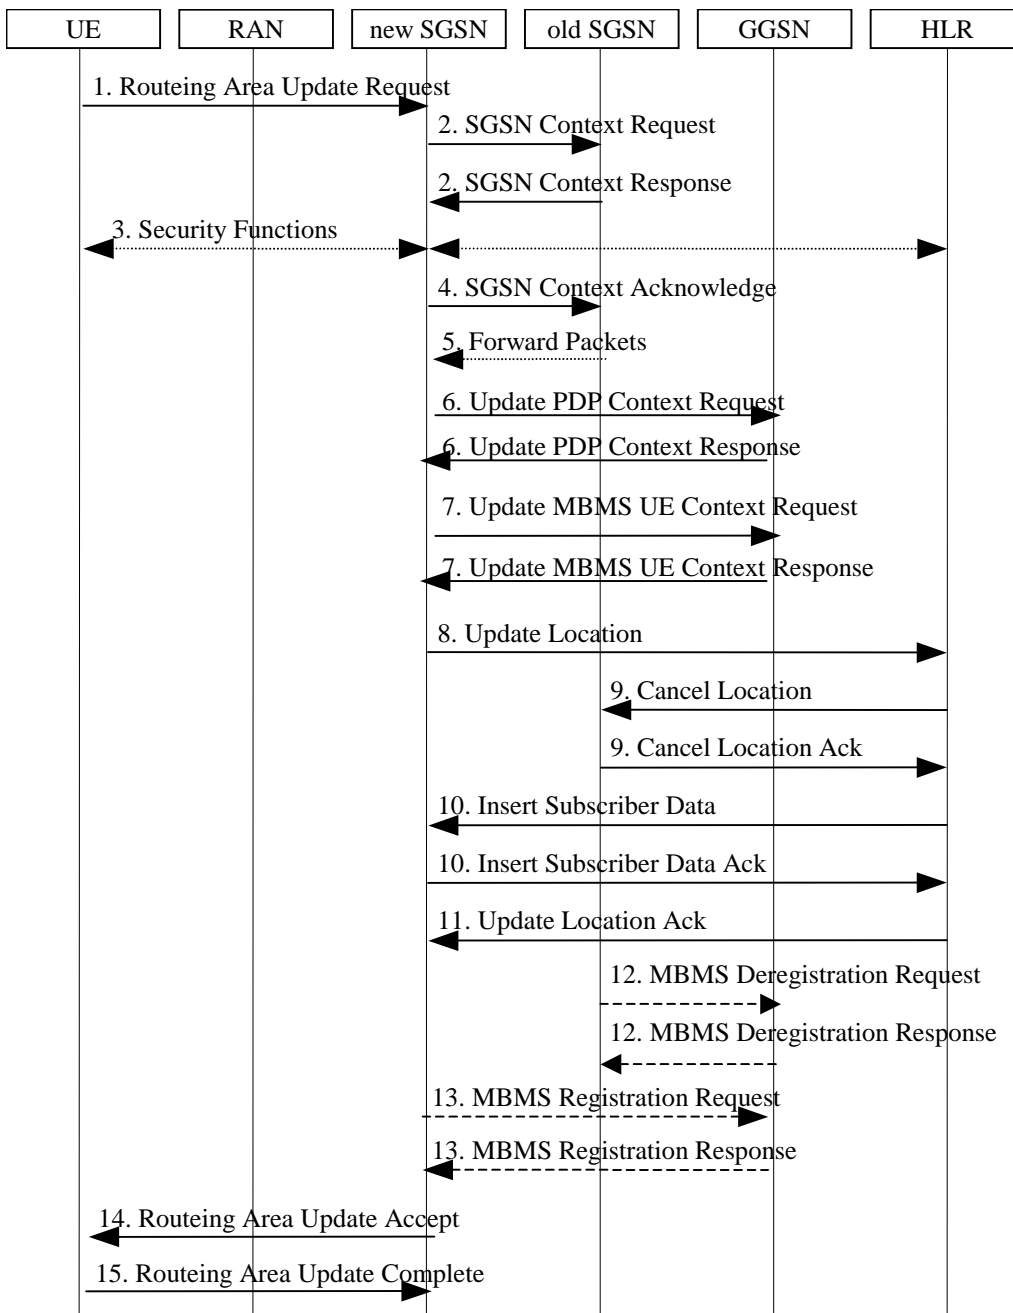 UE
RAN
new SGSN
old SGSN
GGSN
HLR
1. Routeing Area Update Request
2. SGSN Context Request
2. SGSN Context Response
3. Security Functions
4. SGSN Context Acknowledge
5. Forward Packets
6. Update PDP Context Request
6. Update PDP Context Response
7. Update MBMS UE Context Request
7. Update MBMS UE Context Response
8. Update Location
9. Cancel Location
9. Cancel Location Ack
10. Insert Subscriber Data
10. Insert Subscriber Data Ack
11. Update Location Ack
12. MBMS Deregistration Request
12. MBMS Deregistration Response
13. MBMS Registration Request
13. MBMS Registration Response
14. Routeing Area Update Accept
15. Routeing Area Update Complete